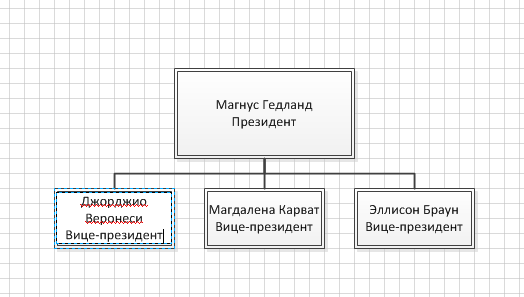 Магнус Гедланд
Президент
Джорджио
Веронеси
Вице-президент
Магдалена Карват
Вице-президент
Эллисон Браун
Вице-президент